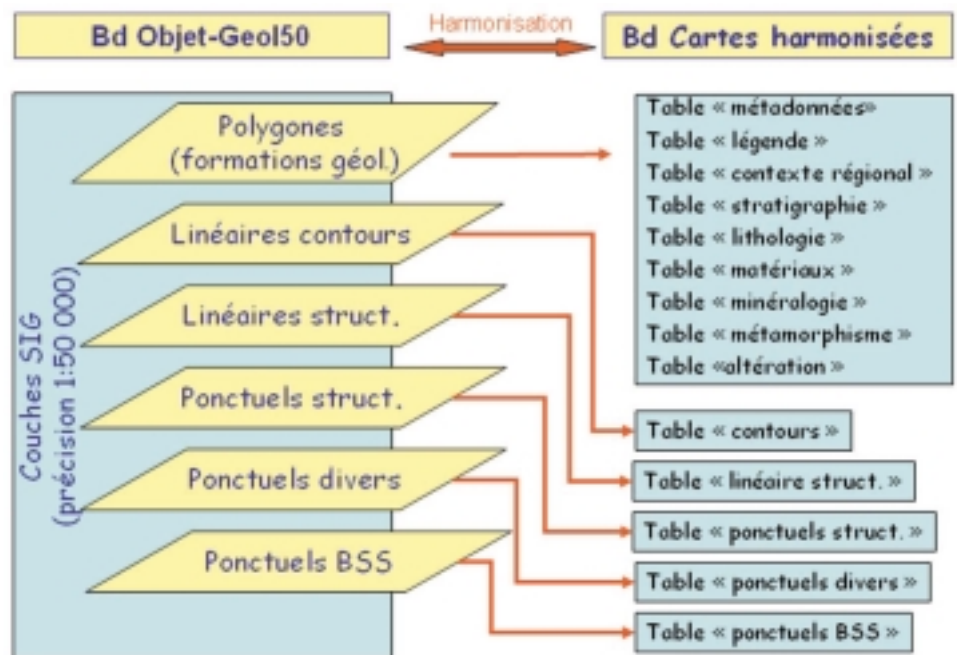 Bd Objet-Geol50
Harmonisation
Bd Cartes harmonisées
Couches SIG
(précision 1:50 000)
Polygones
(formations géol.)
Linéaires contours
Linéaires struct.
Ponctuels struct.
Ponctuels divers
Ponctuels BSS
Table « métadonnées»
Table « légende »
Table « contexte régional »
Table « stratigraphie »
Table « lithologie »
Table « matériaux »
Table « minéralogie »
Table « métamorphisme »
Table «altération »
Table « contours »
Table « linéaire struct. »
Table « ponctuels struct. »
Table « ponctuels divers »
Table « ponctuels BSS »